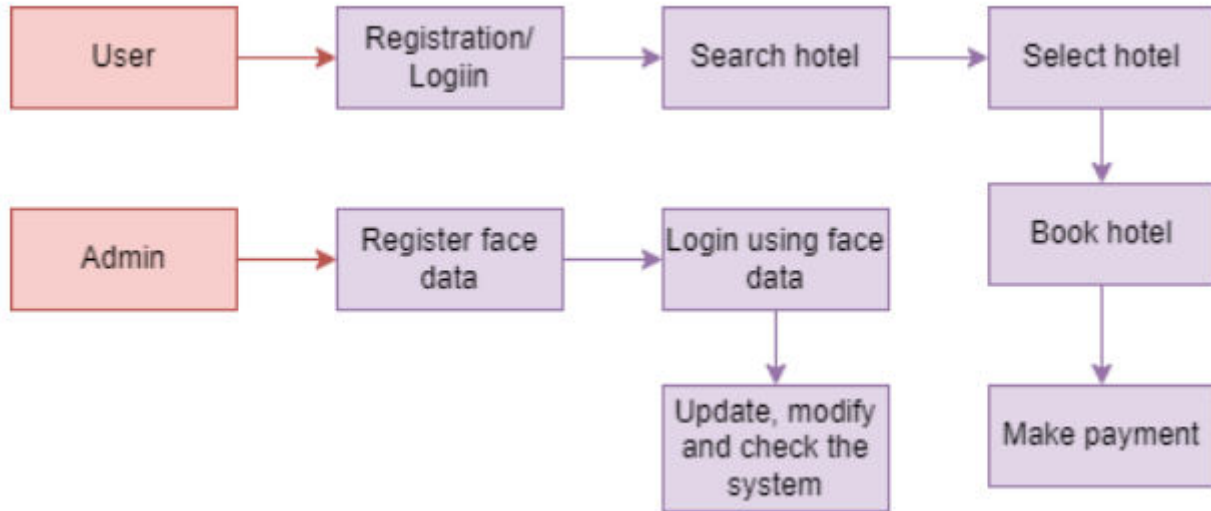 User
Registration/
Logiin
Search hotel
Select hotel
Admin
Register face
data
Login using face
data
Book hotel
Update, modify
and check the
system
Make payment